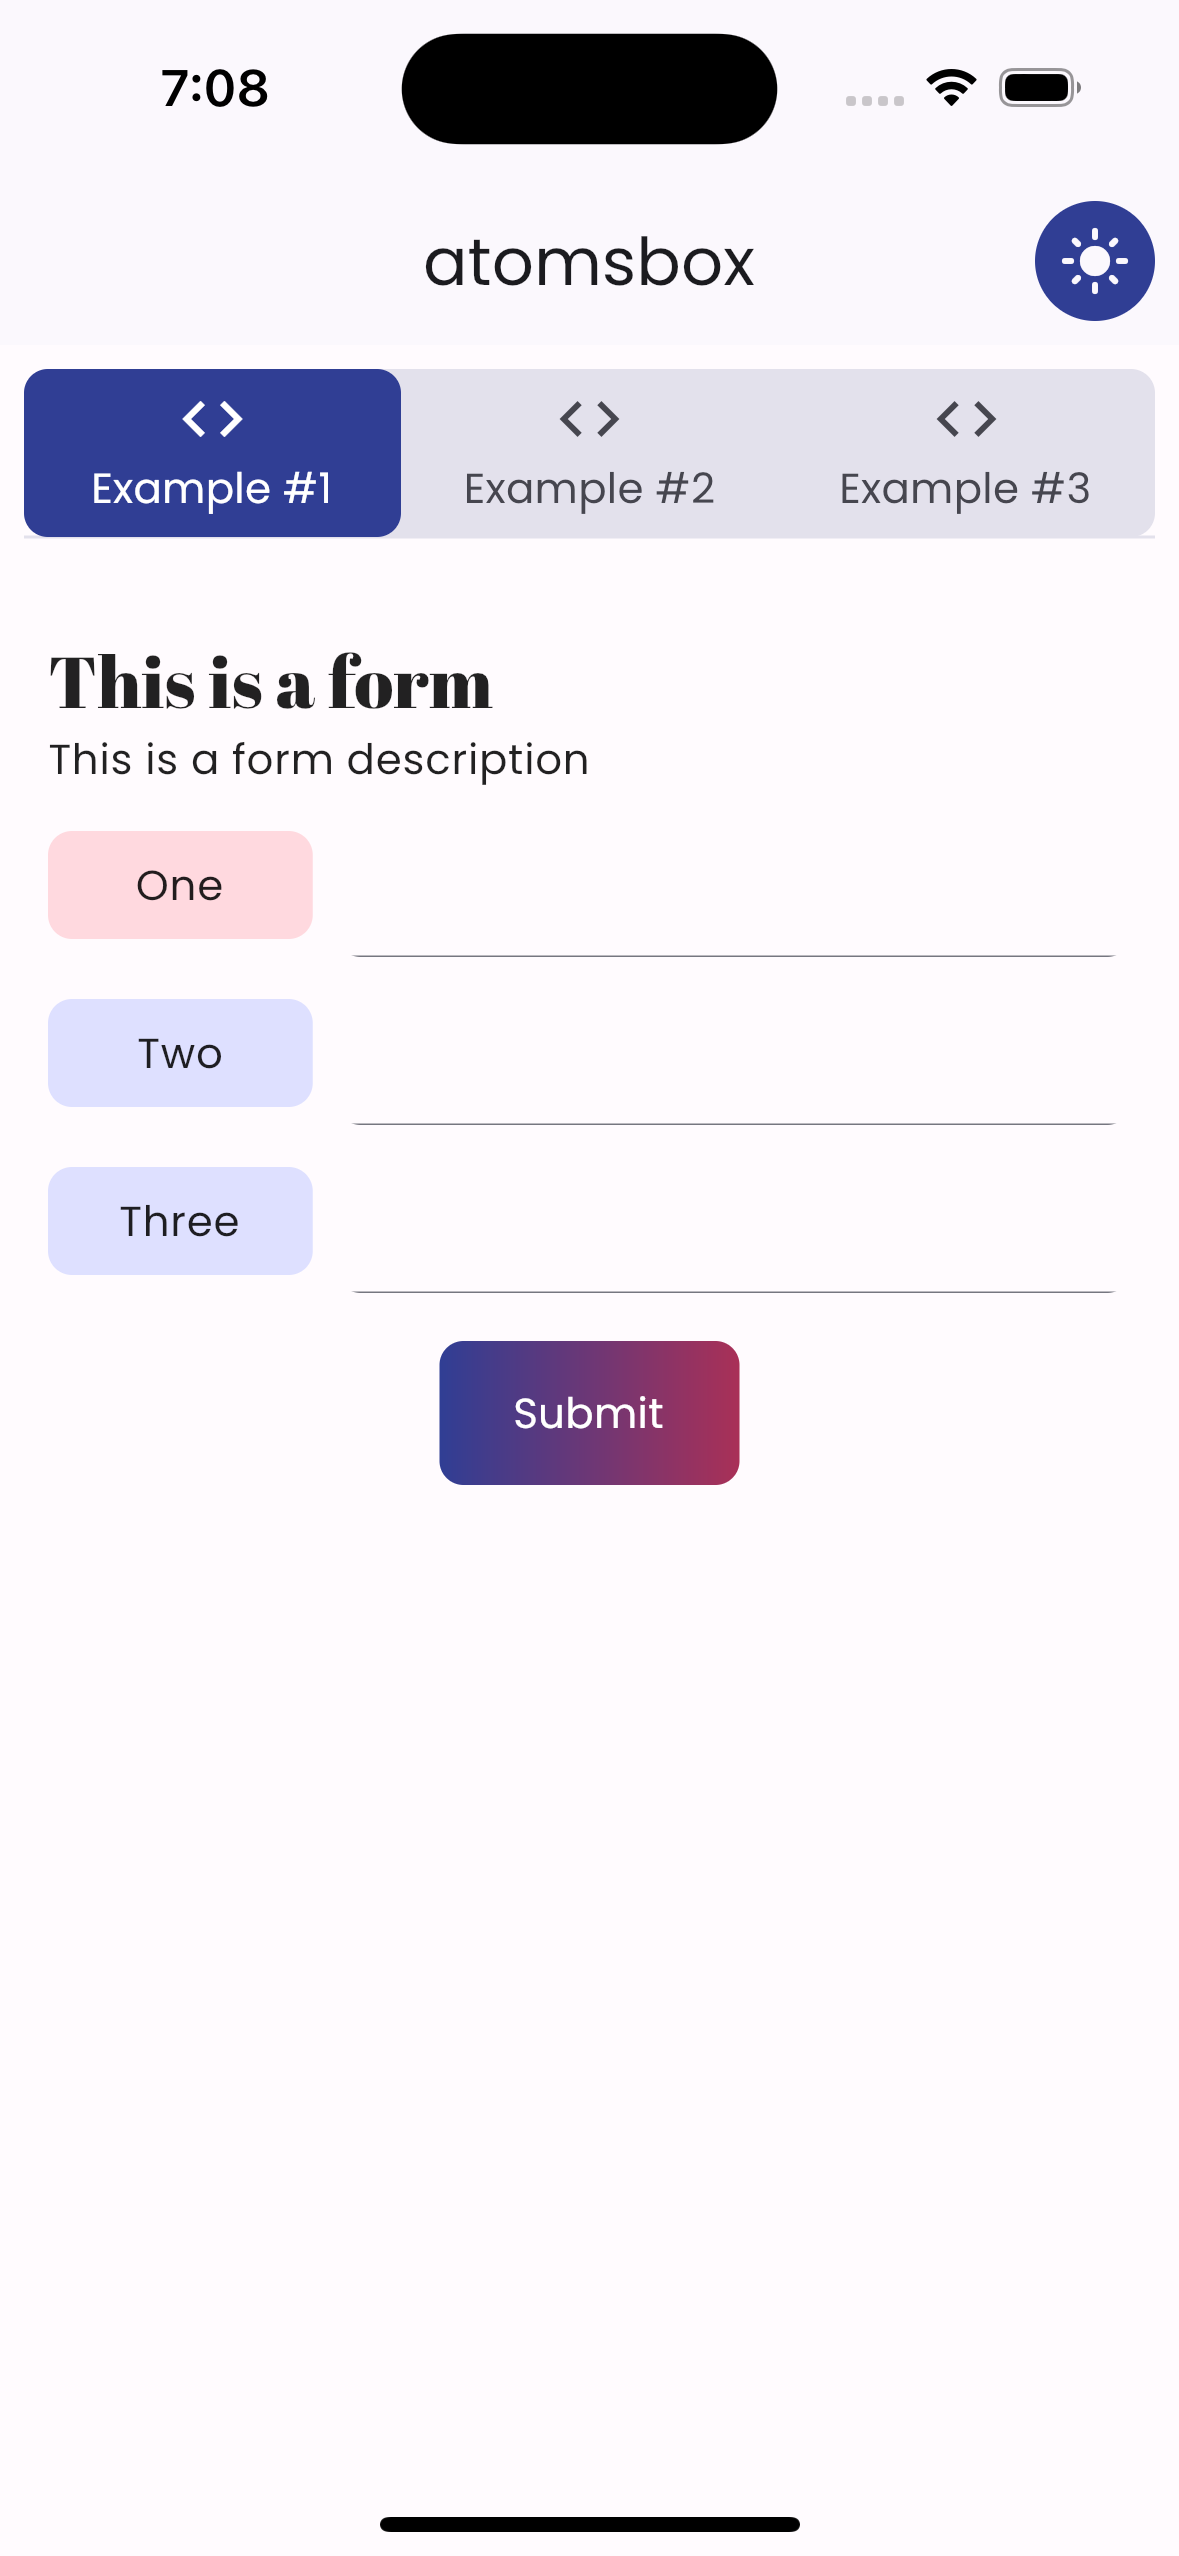 7:08
atomsbox
Example #1
Example #2
Example #3
This is a form
This is a form description
One
Two
Three
Submit